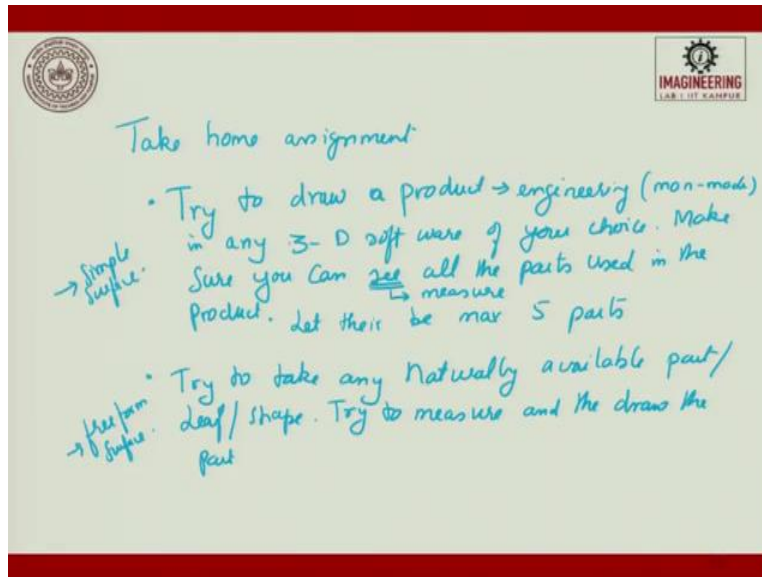 IMAGINEERING
LAB | IIT KANPUR
Take home assignment
• Try to draw a product → engineering (man-made)
in any 3-D soft ware of your choice. Make
→ Simple surface.
sure you can see all the parts used in the
↳ measure
product. Let their be max 5 parts
• Try to take any Naturally available part/
→ free form surface.
Leaf/ shape. Try to measure and the draw the
part